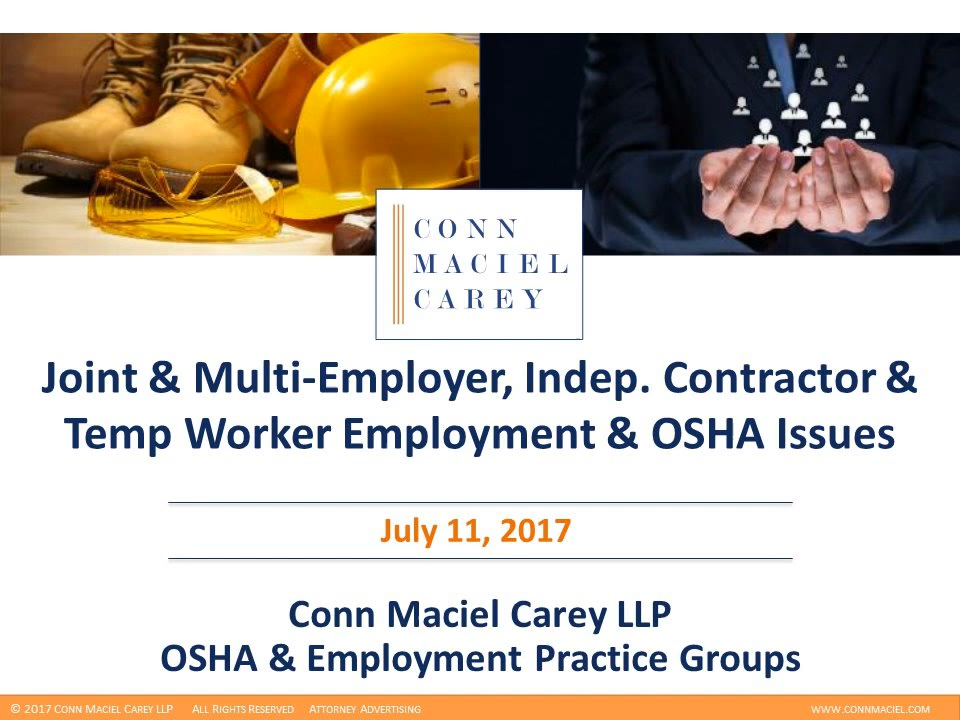 CONN
MACIEL
CAREY
Joint & Multi-Employer, Indep. Contractor &
Temp Worker Employment & OSHA Issues
July 11, 2017
Conn Maciel Carey LLP
OSHA & Employment Practice Groups
© 2017 CONN MACIEL CAREY LLP ALL RIGHTS RESERVED ATTORNEY ADVERTISING WWW.CONNMACIEL.COM